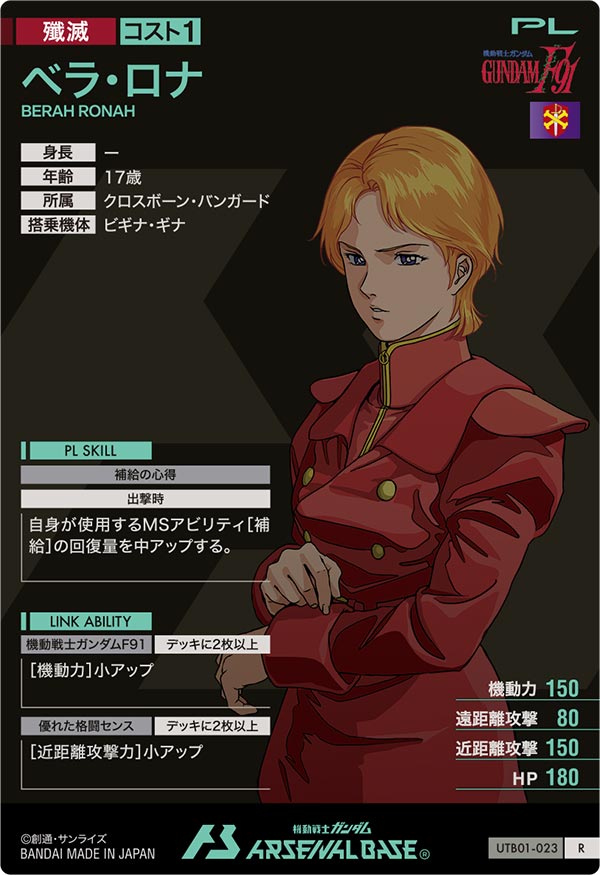 殲滅 コスト1 PL
ベラ・ロナ
BERAH RONAH
機動戦士ガンダム
GUNDAM F91
身長 ー
年齢 17歳
所属 クロスボーン・バンガード
搭乗機体 ビギナ・ギナ
PL SKILL
補給の心得
出撃時
自身が使用するMSアビリティ[補
給]の回復量を中アップする。
LINK ABILITY
機動戦士ガンダムF91 デッキに2枚以上
[機動力]小アップ
優れた格闘センス デッキに2枚以上
[近距離攻撃力]小アップ
機動力 150
遠距離攻撃 80
近距離攻撃 150
HP 180
©創通・サンライズ
BANDAI MADE IN JAPAN
機動戦士ガンダム
ARSENAL BASE®
UTB01-023 R